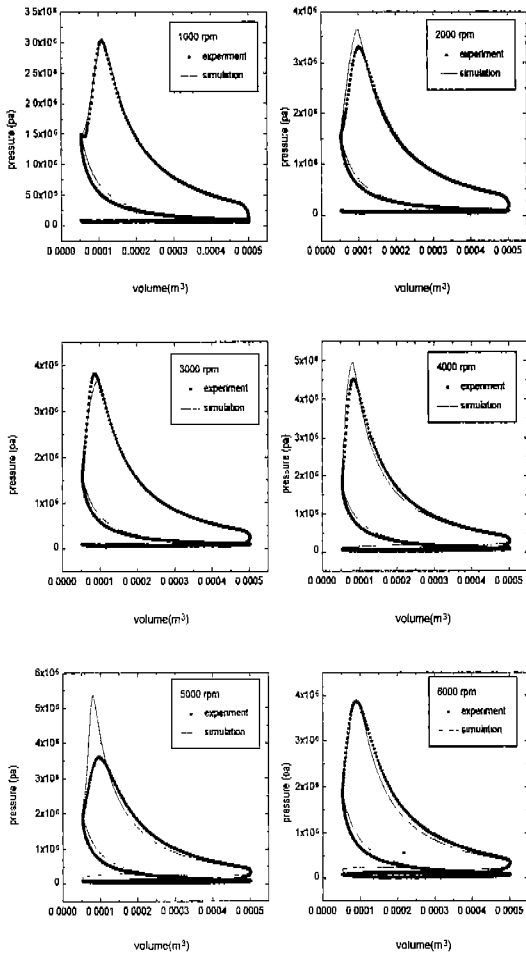 1000 rpm
experiment
simulation
3.0x10⁶
2.5x10⁶
2.0x10⁶
1.5x10⁶
1.0x10⁶
5.0x10⁵
0.0
pressure (pa)
0.0000 0.0001 0.0002 0.0003 0.0004 0.0005
volume(m³)
2000 rpm
experiment
simulation
4x10⁶
3x10⁶
2x10⁶
1x10⁶
0
pressure (pa)
0.0000 0.0001 0.0002 0.0003 0.0004 0.0005
volume(m³)
3000 rpm
experiment
simulation
4x10⁶
3x10⁶
2x10⁶
1x10⁶
0
pressure (pa)
0.0000 0.0001 0.0002 0.0003 0.0004 0.0005
volume(m³)
4000 rpm
experiment
simulation
5x10⁶
4x10⁶
3x10⁶
2x10⁶
1x10⁶
0
pressure (pa)
0.0000 0.0001 0.0002 0.0003 0.0004 0.0005
volume(m³)
5000 rpm
experiment
simulation
6x10⁶
5x10⁶
4x10⁶
3x10⁶
2x10⁶
1x10⁶
0
pressure (pa)
0.0000 0.0001 0.0002 0.0003 0.0004 0.0005
volume(m³)
6000 rpm
experiment
simulation
4x10⁶
3x10⁶
2x10⁶
1x10⁶
0
pressure (pa)
0.0000 0.0001 0.0002 0.0003 0.0004 0.0005
volume(m³)